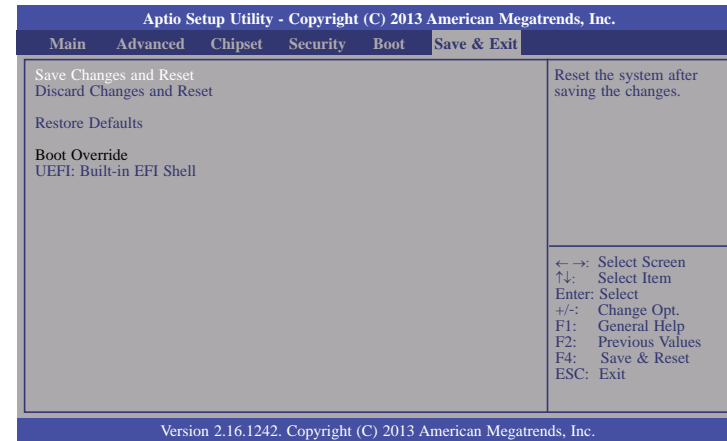 Aptio Setup Utility - Copyright (C) 2013 American Megatrends, Inc.
Main Advanced Chipset Security Boot Save & Exit
Save Changes and Reset
Discard Changes and Reset
Restore Defaults
Boot Override
UEFI: Built-in EFI Shell
Reset the system after
saving the changes.
← →: Select Screen
↑↓: Select Item
Enter: Select
+/-: Change Opt.
F1: General Help
F2: Previous Values
F4: Save & Reset
ESC: Exit
Version 2.16.1242. Copyright (C) 2013 American Megatrends, Inc.